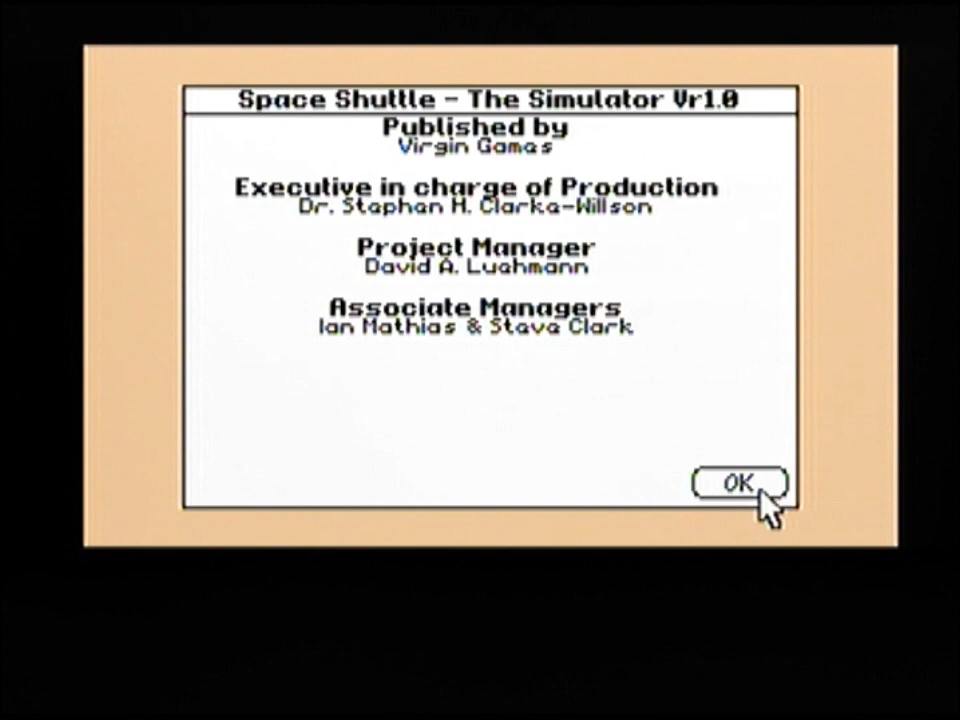 Space Shuttle - The Simulator Vr1.0
Published by
Virgin Games
Executive in charge of Production
Dr. Stephen H. Clarke-Willson
Project Manager
David A. Luehmann
Associate Managers
Ian Mathias & Steve Clark
OK